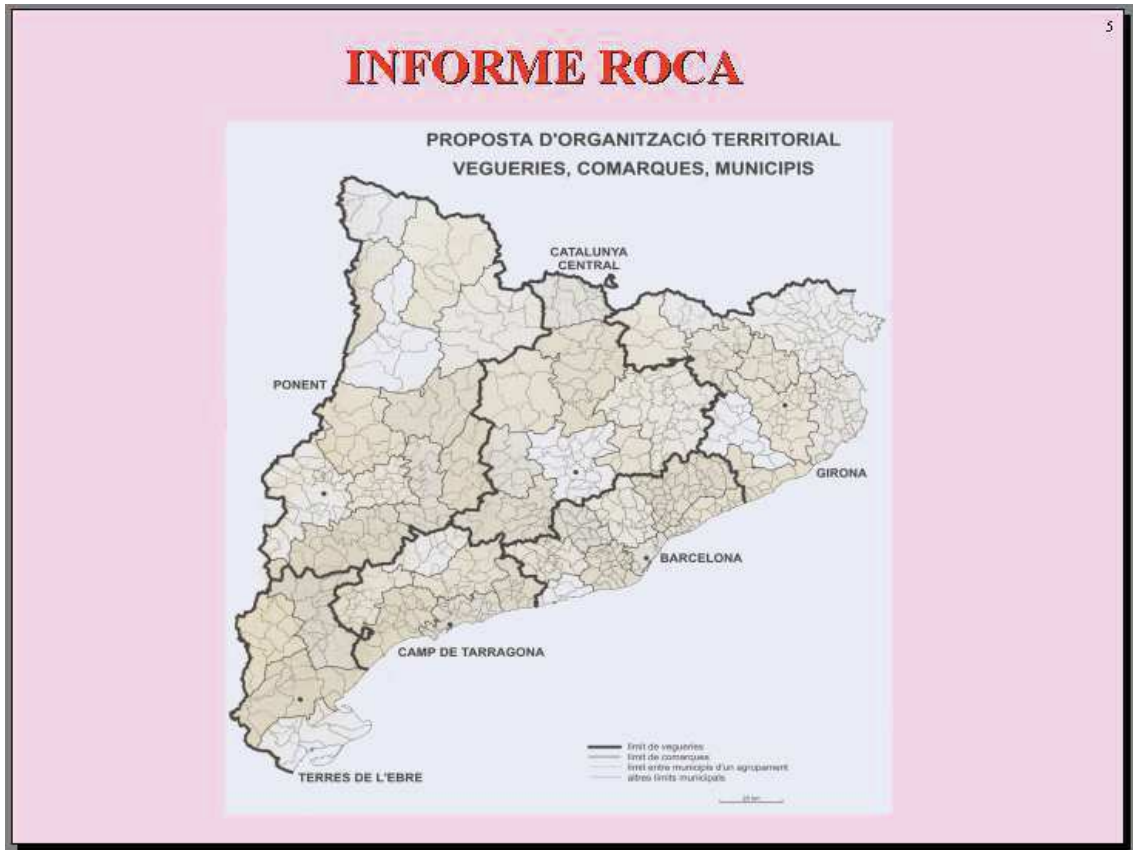 5
INFORME ROCA
PROPOSTA D'ORGANITZACIÓ TERRITORIAL
VEGUERIES, COMARQUES, MUNICIPIS
CATALUNYA
CENTRAL
PONENT
GIRONA
BARCELONA
CAMP DE TARRAGONA
TERRES DE L'EBRE
límit de vegueries
límit de comarques
límit entre municipis d'un agrupament
altres límits municipals